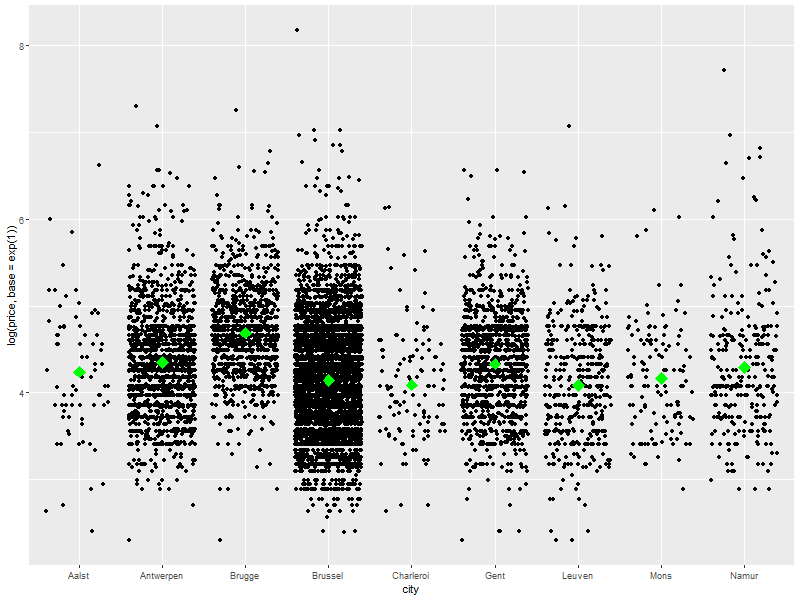 8
6
4
log(price, base = exp(1))
Aalst Antwerpen Brugge Brussel Charleroi Gent Leuven Mons Namur
city